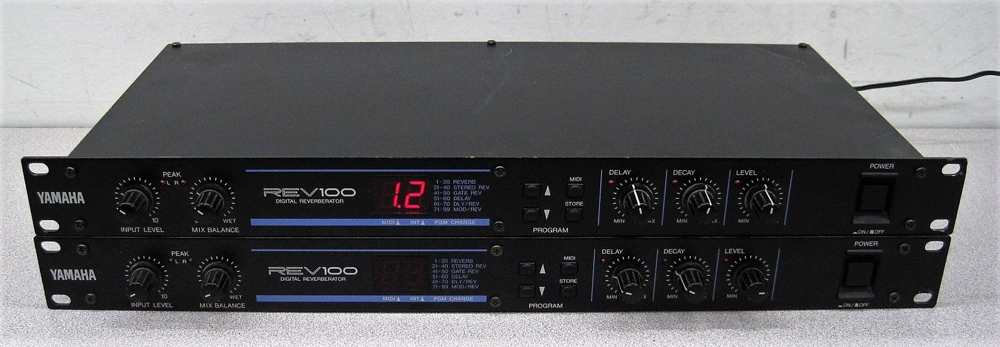 PEAK
L R
YAMAHA
10
INPUT LEVEL
WET
MIX BALANCE
REV100
DIGITAL REVERBERATOR
1.2
1-20 REVERB
21-40 STEREO REV
41-50 GATE REV
51-60 DELAY
61-70 DLY/REV
71-99 MOD/REV
MIDI▲ INT▲ PGM CHANGE
▲
▼
PROGRAM
MIDI
STORE
DELAY
MIN
DECAY
MIN
LEVEL
MIN
POWER
ON/ OFF
PEAK
L R
YAMAHA
10
INPUT LEVEL
WET
MIX BALANCE
REV100
DIGITAL REVERBERATOR
1-20 REVERB
21-40 STEREO REV
41-50 GATE REV
51-60 DELAY
61-70 DLY/REV
71-99 MOD/REV
MIDI▲ INT▲ PGM CHANGE
▲
▼
PROGRAM
MIDI
STORE
DELAY
MIN
DECAY
MIN
LEVEL
MIN
POWER
ON/ OFF